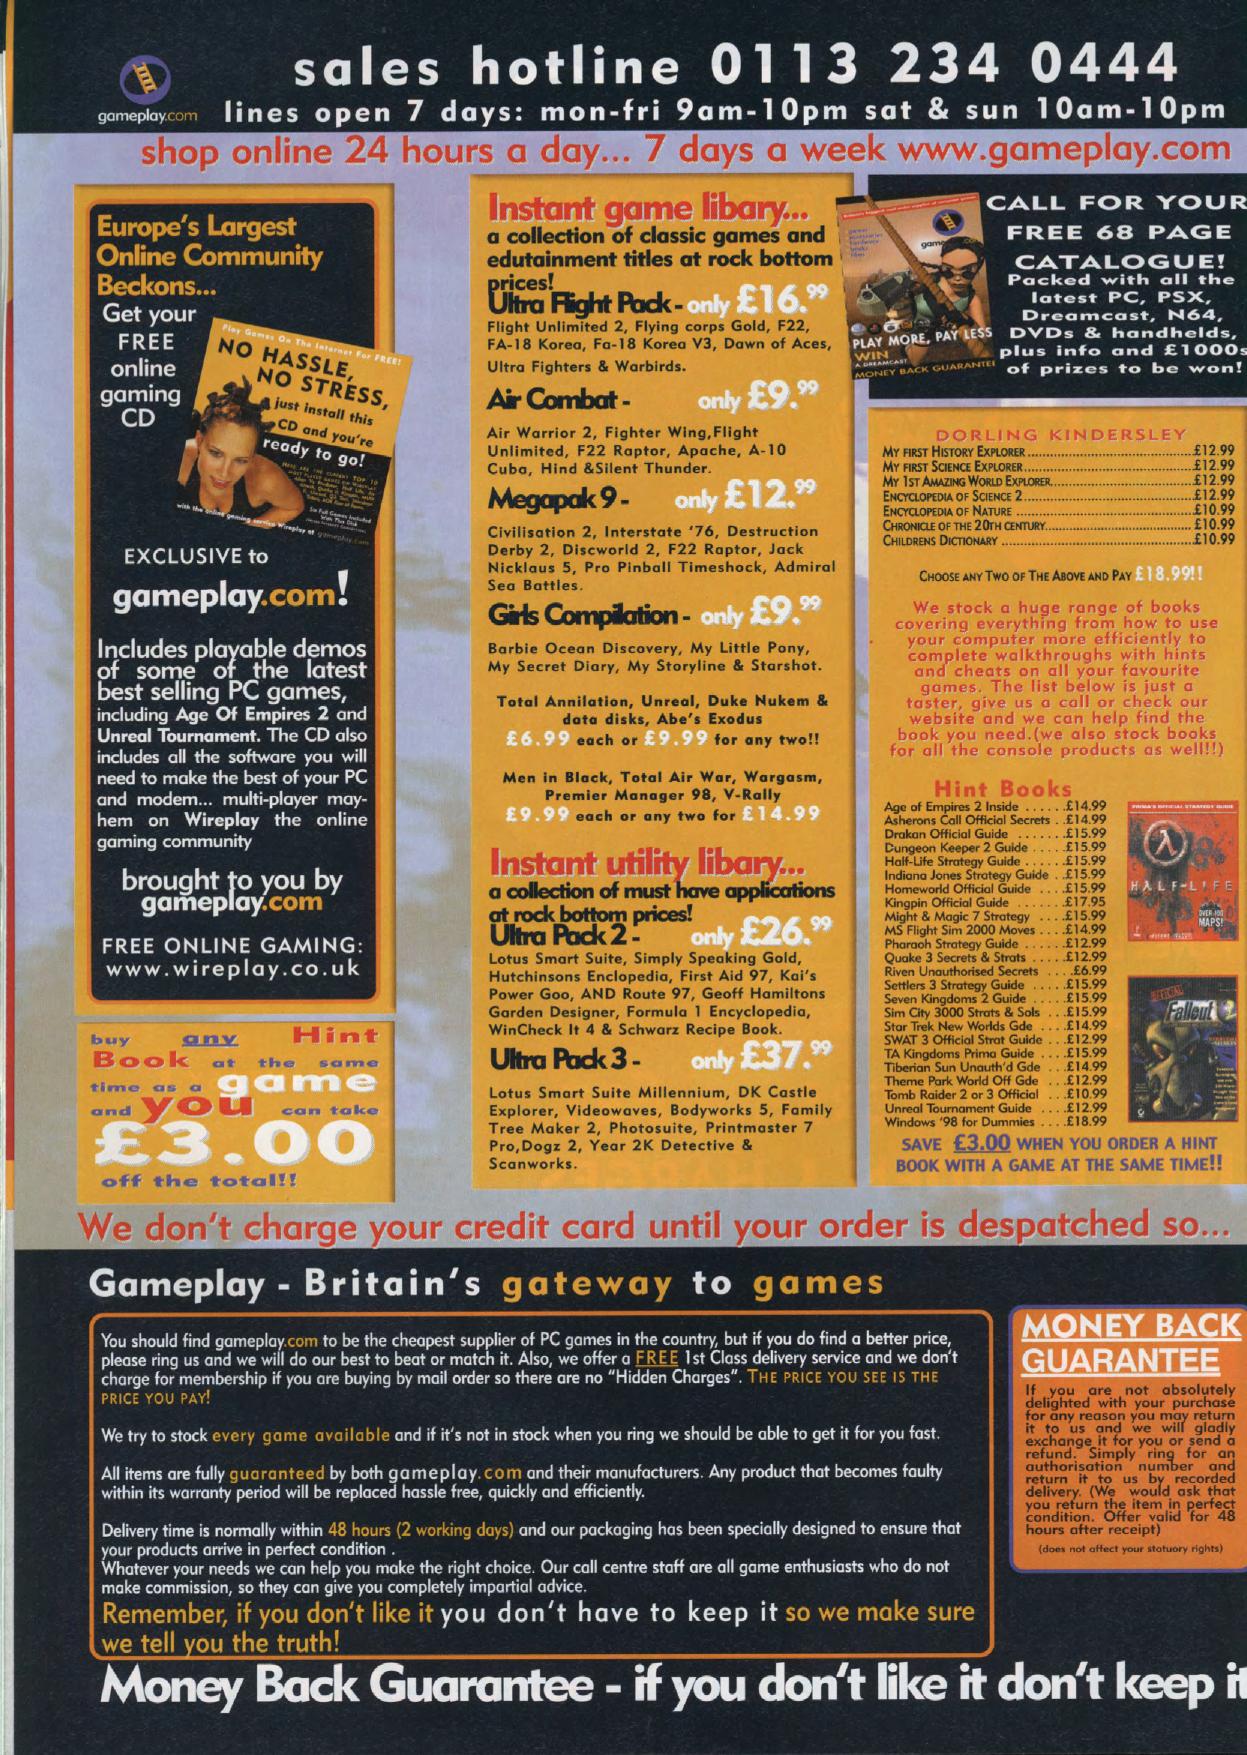 sales hotline 0113 234 0444
gameplay.com
lines open 7 days: mon-fri 9am-10pm sat & sun 10am-10pm
shop online 24 hours a day... 7 days a week www.gameplay.com
Europe's Largest
Online Community
Beckons...
Get your
FREE
online
gaming
CD
Play Games On The Internet For FREE!
NO HASSLE,
NO STRESS,
just install this
CD and you're
ready to go!
with the online gaming service Wireplay at gameplay.com
EXCLUSIVE to
gameplay.com!
Includes playable demos
of some of the latest
best selling PC games,
including Age Of Empires 2 and
Unreal Tournament. The CD also
includes all the software you will
need to make the best of your PC
and modem... multi-player may-
hem on Wireplay the online
gaming community
brought to you by
gameplay.com
FREE ONLINE GAMING:
www.wireplay.co.uk
buy any Hint
Book at the same
time as a game
and you can take
£3.00
off the total!!
Instant game libary...
a collection of classic games and
edutainment titles at rock bottom
prices!
Ultra Flight Pack - only £16.99
Flight Unlimited 2, Flying corps Gold, F22,
FA-18 Korea, Fa-18 Korea V3, Dawn of Aces,
Ultra Fighters & Warbirds.
Air Combat - only £9.99
Air Warrior 2, Fighter Wing,Flight
Unlimited, F22 Raptor, Apache, A-10
Cuba, Hind &Silent Thunder.
Megapak 9 - only £12.99
Civilisation 2, Interstate '76, Destruction
Derby 2, Discworld 2, F22 Raptor, Jack
Nicklaus 5, Pro Pinball Timeshock, Admiral
Sea Battles.
Girls Compilation - only £9.99
Barbie Ocean Discovery, My Little Pony,
My Secret Diary, My Storyline & Starshot.
Total Annilation, Unreal, Duke Nukem &
data disks, Abe's Exodus
£6.99 each or £9.99 for any two!!
Men in Black, Total Air War, Wargasm,
Premier Manager 98, V-Rally
£9.99 each or any two for £14.99
Instant utility libary...
a collection of must have applications
at rock bottom prices!
Ultra Pack 2 - only £26.99
Lotus Smart Suite, Simply Speaking Gold,
Hutchinsons Enclopedia, First Aid 97, Kai's
Power Goo, AND Route 97, Geoff Hamiltons
Garden Designer, Formula 1 Encyclopedia,
WinCheck It 4 & Schwarz Recipe Book.
Ultra Pack 3 - only £37.99
Lotus Smart Suite Millennium, DK Castle
Explorer, Videowaves, Bodyworks 5, Family
Tree Maker 2, Photosuite, Printmaster 7
Pro,Dogz 2, Year 2K Detective &
Scanworks.
PLAY MORE, PAY LESS
WIN
A DREAMCAST
MONEY BACK GUARANTEE
CALL FOR YOUR
FREE 68 PAGE
CATALOGUE!
Packed with all the
latest PC, PSX,
Dreamcast, N64,
DVDs & handhelds,
plus info and £1000s
of prizes to be won!
DORLING KINDERSLEY
MY FIRST HISTORY EXPLORER £12.99
MY FIRST SCIENCE EXPLORER £12.99
MY 1ST AMAZING WORLD EXPLORER £12.99
ENCYCLOPEDIA OF SCIENCE 2 £12.99
ENCYCLOPEDIA OF NATURE £10.99
CHRONICLE OF THE 20TH CENTURY £10.99
CHILDRENS DICTIONARY £10.99
CHOOSE ANY TWO OF THE ABOVE AND PAY £18.99!!
We stock a huge range of books
covering everything from how to use
your computer more efficiently to
complete walkthroughs with hints
and cheats on all your favourite
games. The list below is just a
taster, give us a call or check our
website and we can help find the
book you need.(we also stock books
for all the console products as well!!)
Hint Books
Age of Empires 2 Inside ......£14.99
Asherons Call Official Secrets ..£14.99
Drakan Official Guide .......£15.99
Dungeon Keeper 2 Guide .....£15.99
Half-Life Strategy Guide ......£15.99
Indiana Jones Strategy Guide ..£15.99
Homeworld Official Guide ....£15.99
Kingpin Official Guide .......£17.95
Might & Magic 7 Strategy ....£15.99
MS Flight Sim 2000 Moves ....£14.99
Pharaoh Strategy Guide ......£12.99
Quake 3 Secrets & Strats .....£12.99
Riven Unauthorised Secrets ....£6.99
Settlers 3 Strategy Guide .....£15.99
Seven Kingdoms 2 Guide .....£15.99
Sim City 3000 Strats & Sols ...£15.99
Star Trek New Worlds Gde ....£14.99
SWAT 3 Official Strat Guide ...£12.99
TA Kingdoms Prima Guide ....£15.99
Tiberian Sun Unauth'd Gde ...£14.99
Theme Park World Off Gde ...£12.99
Tomb Raider 2 or 3 Official ...£10.99
Unreal Tournament Guide ....£12.99
Windows '98 for Dummies ....£18.99
PRIMA'S OFFICIAL STRATEGY GUIDE
HALF-LIFE
OVER 100
MAPS!
OFFICIAL
Fallout 2
SAVE £3.00 WHEN YOU ORDER A HINT
BOOK WITH A GAME AT THE SAME TIME!!
We don't charge your credit card until your order is despatched so...
Gameplay - Britain's gateway to games
You should find gameplay.com to be the cheapest supplier of PC games in the country, but if you do find a better price,
please ring us and we will do our best to beat or match it. Also, we offer a FREE 1st Class delivery service and we don't
charge for membership if you are buying by mail order so there are no "Hidden Charges". THE PRICE YOU SEE IS THE
PRICE YOU PAY!
We try to stock every game available and if it's not in stock when you ring we should be able to get it for you fast.
All items are fully guaranteed by both gameplay.com and their manufacturers. Any product that becomes faulty
within its warranty period will be replaced hassle free, quickly and efficiently.
Delivery time is normally within 48 hours (2 working days) and our packaging has been specially designed to ensure that
your products arrive in perfect condition .
Whatever your needs we can help you make the right choice. Our call centre staff are all game enthusiasts who do not
make commission, so they can give you completely impartial advice.
Remember, if you don't like it you don't have to keep it so we make sure
we tell you the truth!
MONEY BACK
GUARANTEE
If you are not absolutely
delighted with your purchase
for any reason you may return
it to us and we will gladly
exchange it for you or send a
refund. Simply ring for an
authorisation number and
return it to us by recorded
delivery. (We would ask that
you return the item in perfect
condition. Offer valid for 48
hours after receipt)
(does not affect your statuory rights)
Money Back Guarantee - if you don't like it don't keep it